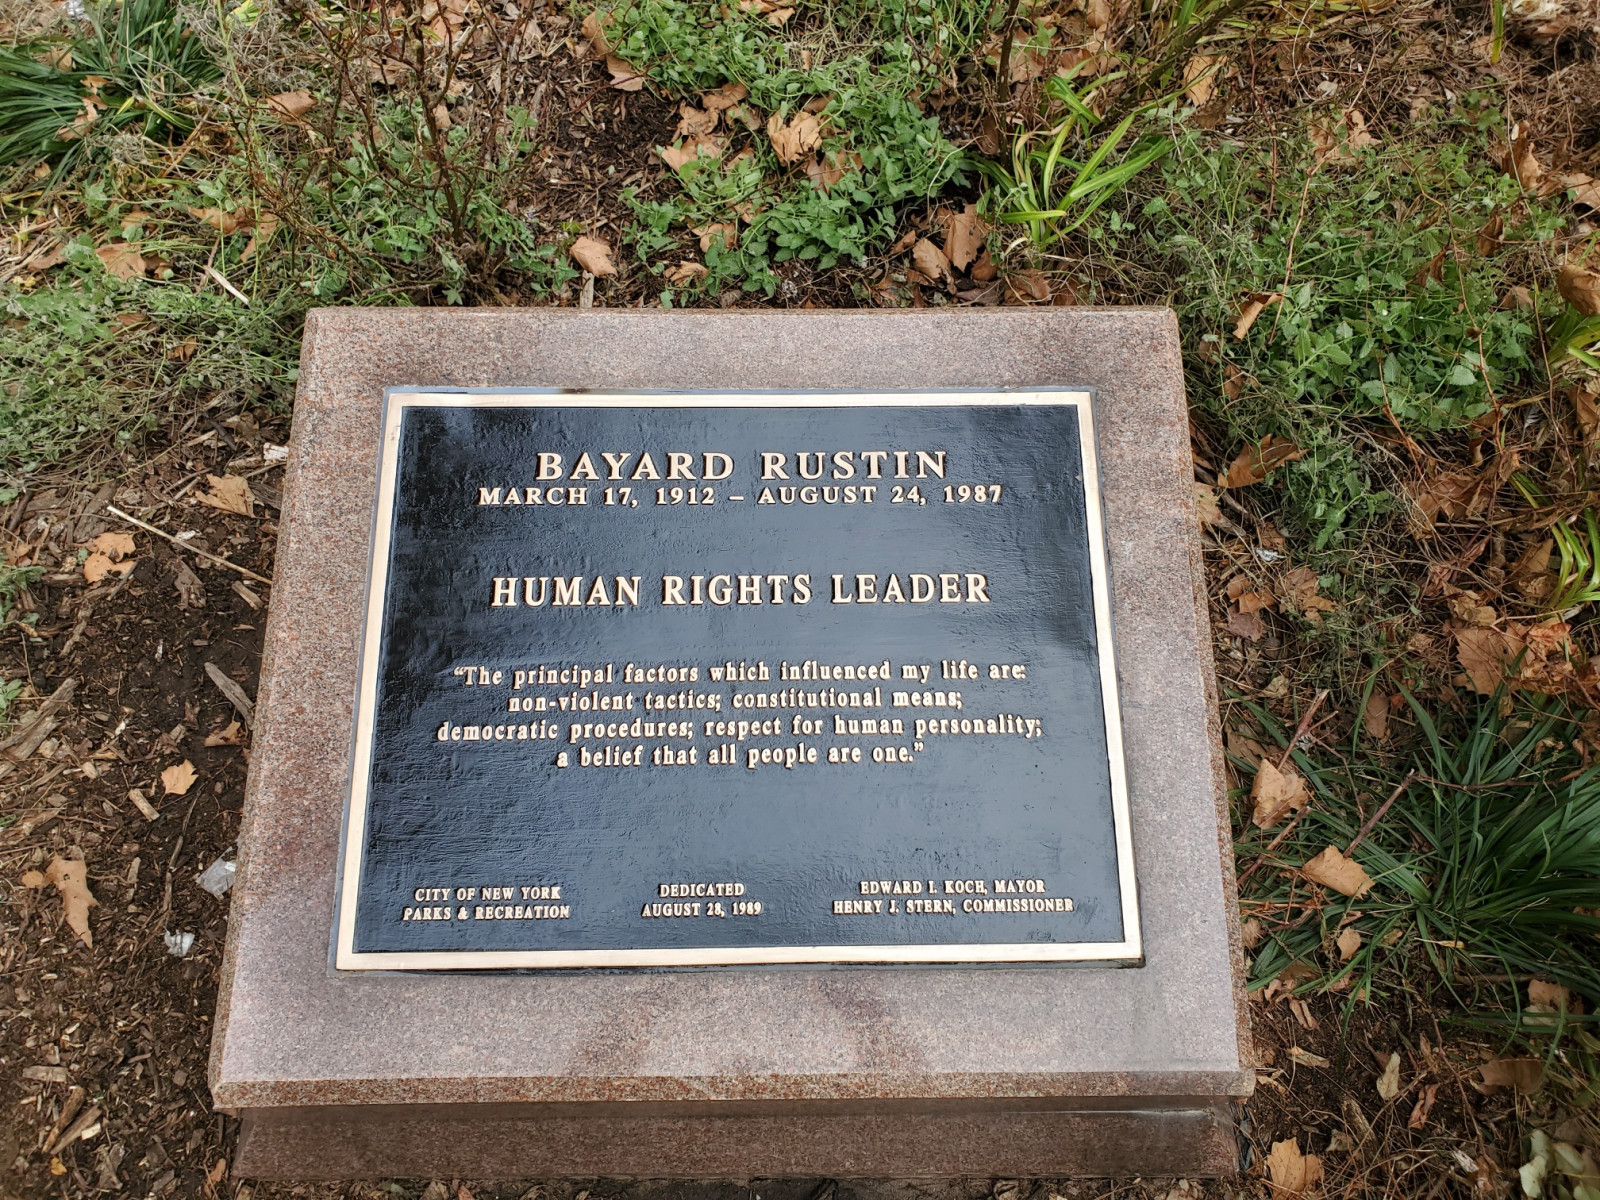 BAYARD RUSTIN
MARCH 17, 1912 – AUGUST 24, 1987
HUMAN RIGHTS LEADER
“The principal factors which influenced my life are:
non-violent tactics; constitutional means;
democratic procedures; respect for human personality;
a belief that all people are one.”
CITY OF NEW YORK
PARKS & RECREATION
DEDICATED
AUGUST 28, 1989
EDWARD I. KOCH, MAYOR
HENRY J. STERN, COMMISSIONER